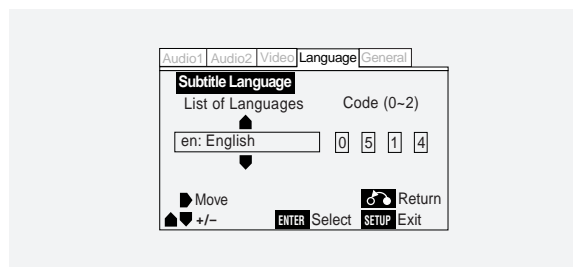 Audio1 Audio2 Video Language General
Subtitle Language
List of Languages Code (0~2)
en: English 0 5 1 4
Move Return
+/− ENTER Select SETUP Exit